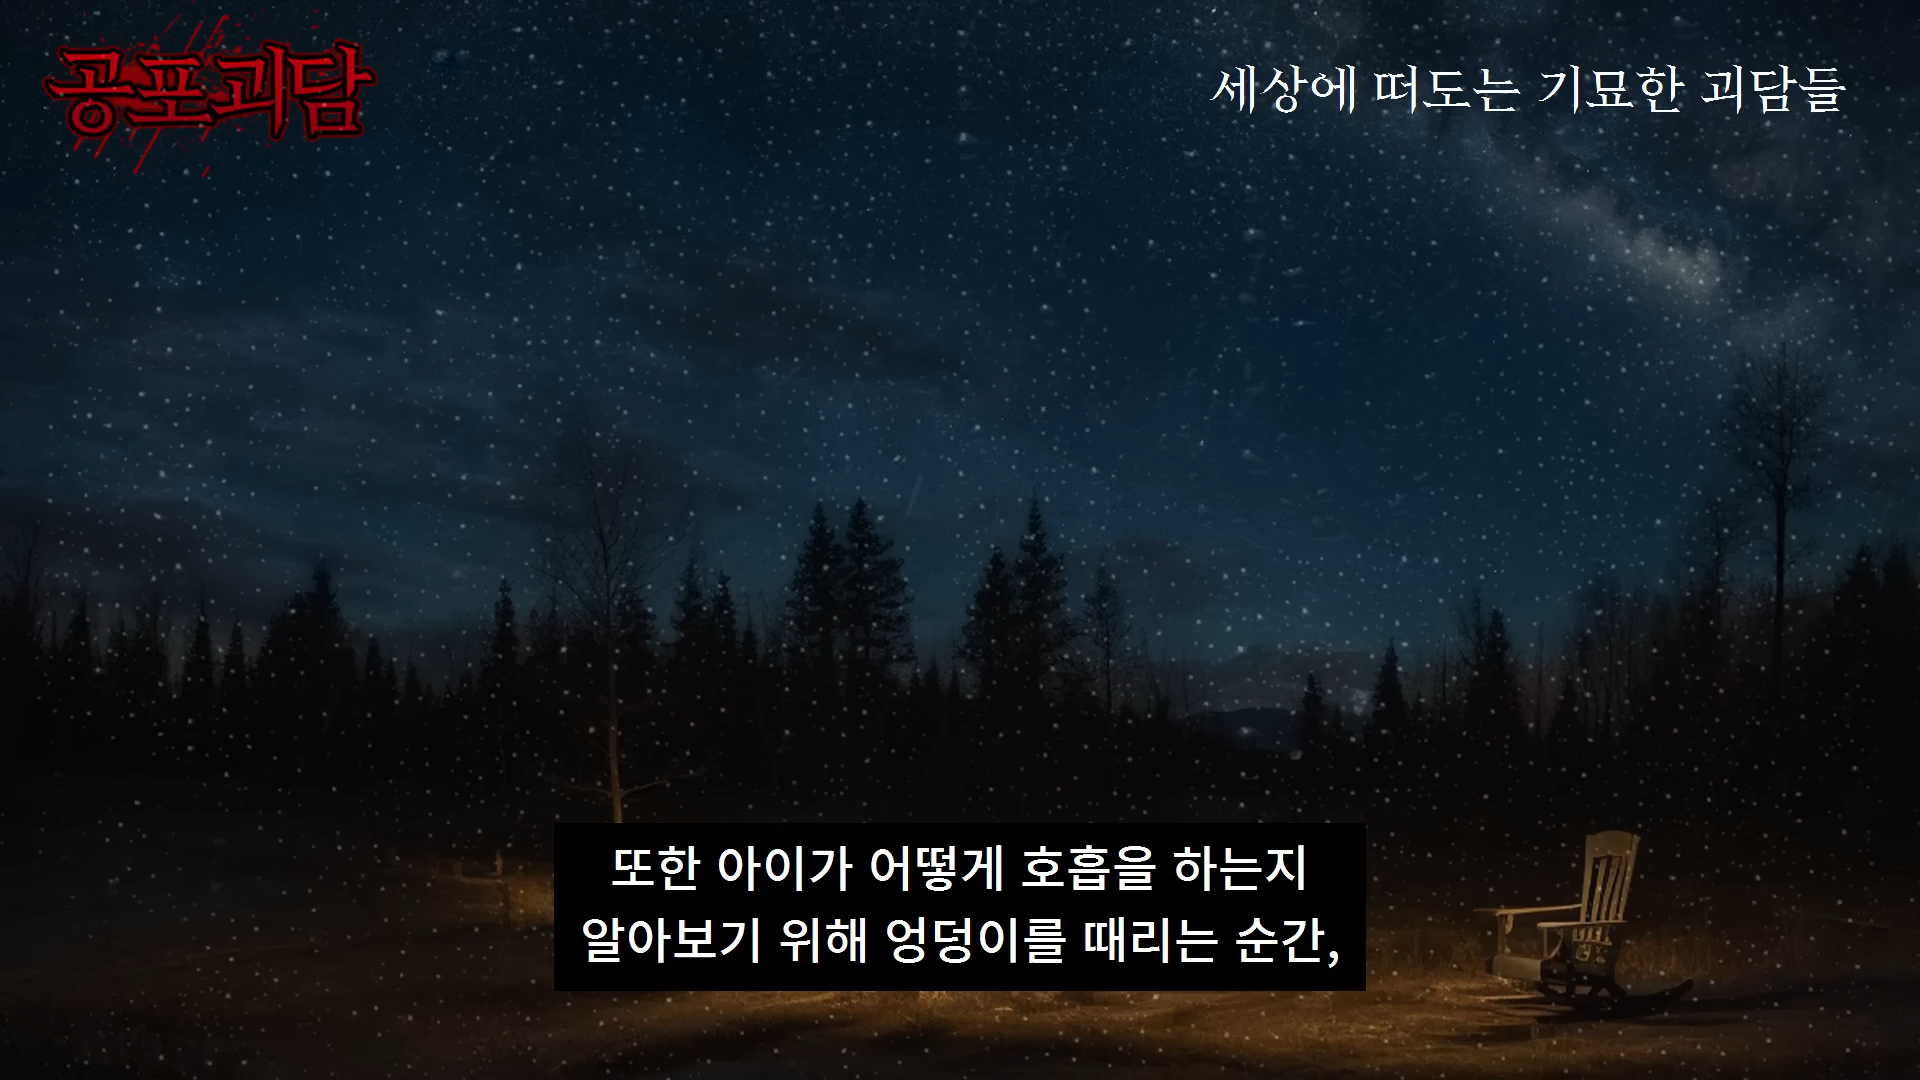 공포괴담
세상에 떠도는 기묘한 괴담들
또한 아이가 어떻게 호흡을 하는지
알아보기 위해 엉덩이를 때리는 순간,